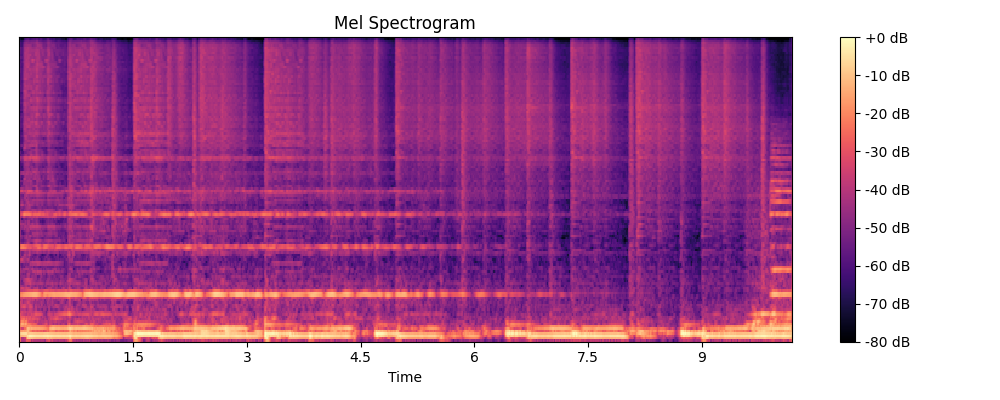 Mel Spectrogram
+0 dB
-10 dB
-20 dB
-30 dB
-40 dB
-50 dB
-60 dB
-70 dB
-80 dB
0 1.5 3 4.5 6 7.5 9
Time